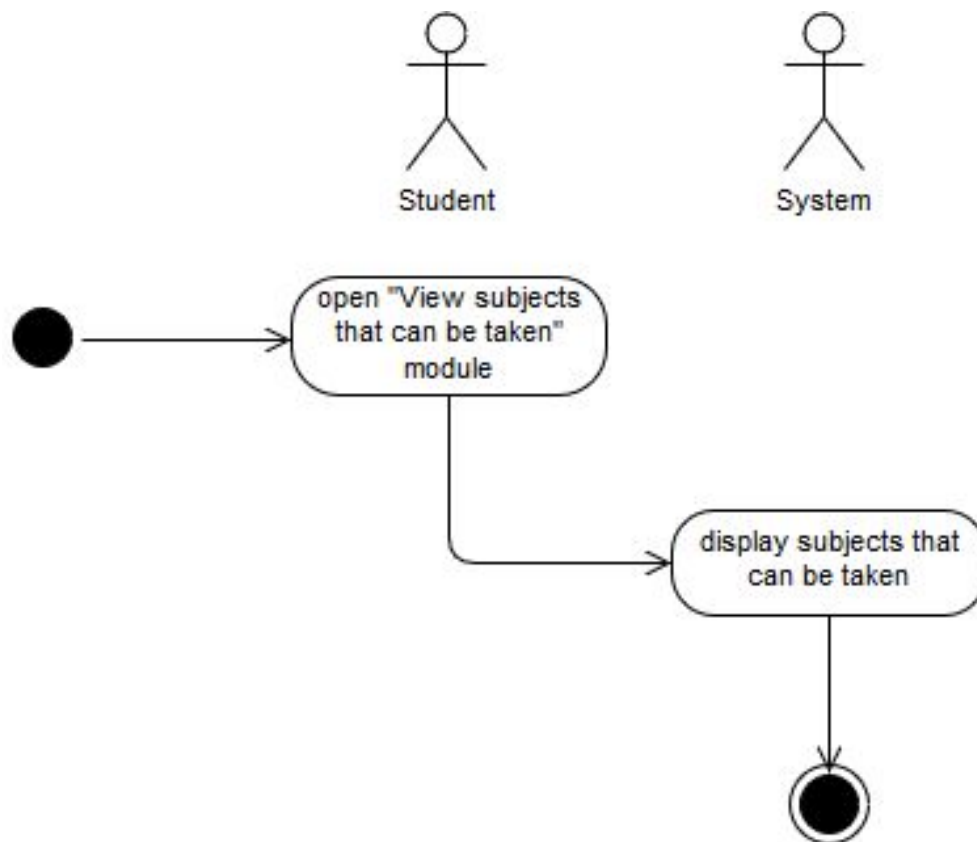 Student
System
open "View subjects
that can be taken"
module
display subjects that
can be taken